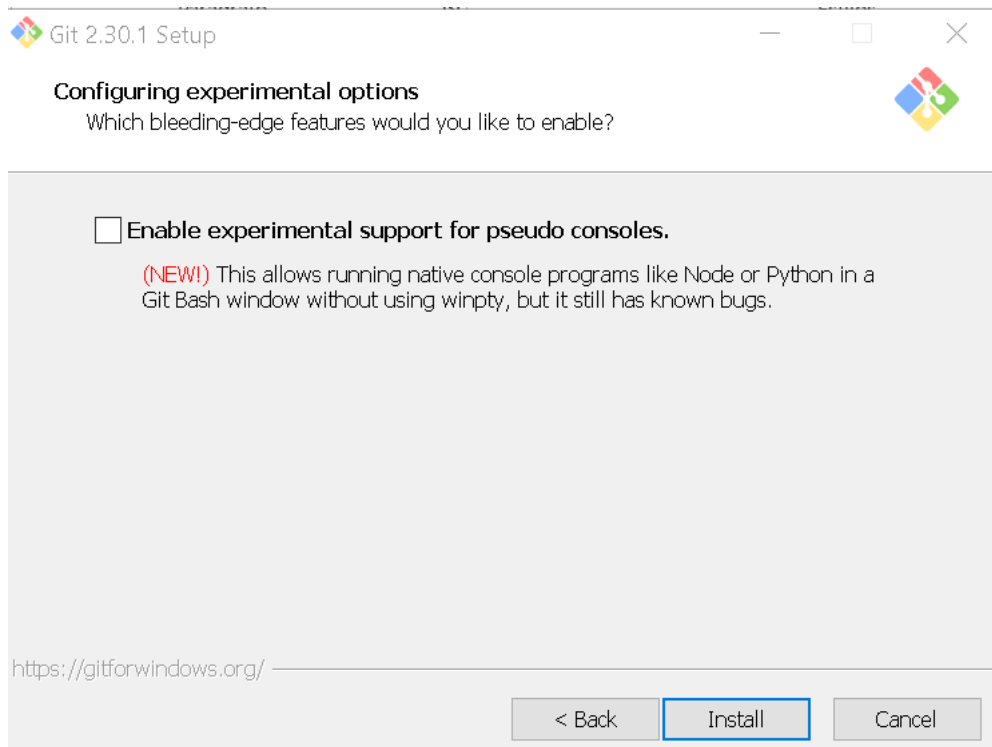 Git 2.30.1 Setup
Configuring experimental options
Which bleeding-edge features would you like to enable?
Enable experimental support for pseudo consoles.
(NEW!) This allows running native console programs like Node or Python in a
Git Bash window without using winpty, but it still has known bugs.
https://gitforwindows.org/
< Back Install Cancel